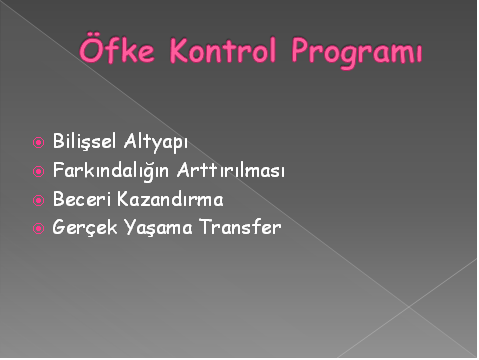 Öfke Kontrol Programı
Bilişsel Altyapı
Farkındalığın Arttırılması
Beceri Kazandırma
Gerçek Yaşama Transfer